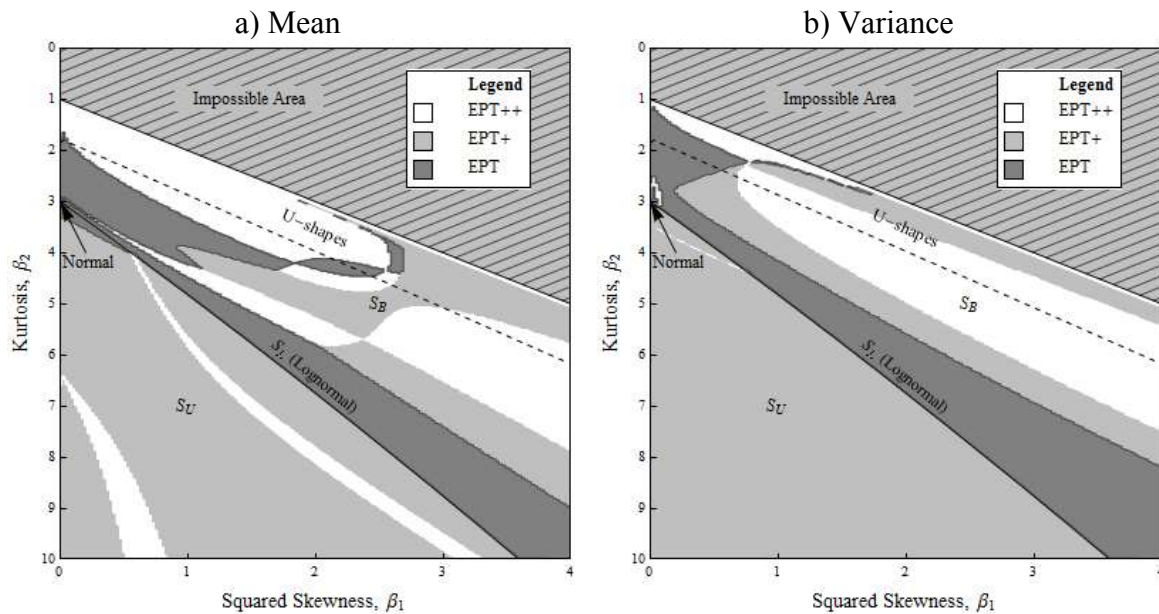 a) Mean
b) Variance
0
1
2
3
4
5
6
7
8
9
10
Kurtosis, β₂
Impossible Area
Legend
EPT++
EPT+
EPT
U-shapes
Normal
S_B
S_L (Lognormal)
S_U
0
1
2
3
4
Squared Skewness, β₁
0
1
2
3
4
5
6
7
8
9
10
Kurtosis, β₂
Impossible Area
Legend
EPT++
EPT+
EPT
U-shapes
Normal
S_B
S_L (Lognormal)
S_U
0
1
2
3
4
Squared Skewness, β₁